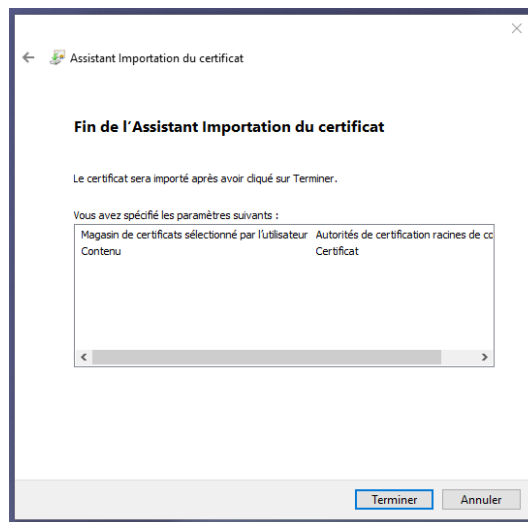 Assistant Importation du certificat
Fin de l'Assistant Importation du certificat
Le certificat sera importé après avoir cliqué sur Terminer.
Vous avez spécifié les paramètres suivants :
Magasin de certificats sélectionné par l'utilisateur Autorités de certification racines de co
Contenu Certificat
Terminer Annuler